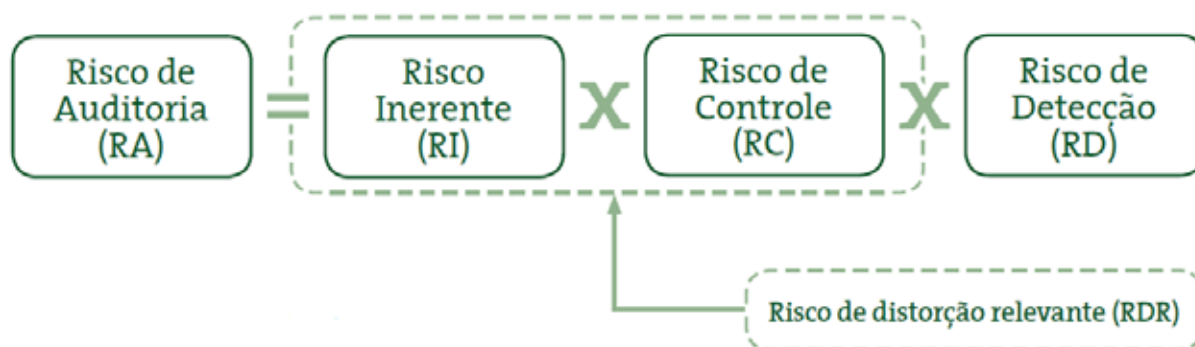 Risco de
Auditoria
(RA)
=
Risco
Inerente
(RI)
X
Risco de
Controle
(RC)
X
Risco de
Detecção
(RD)
Risco de distorção relevante (RDR)